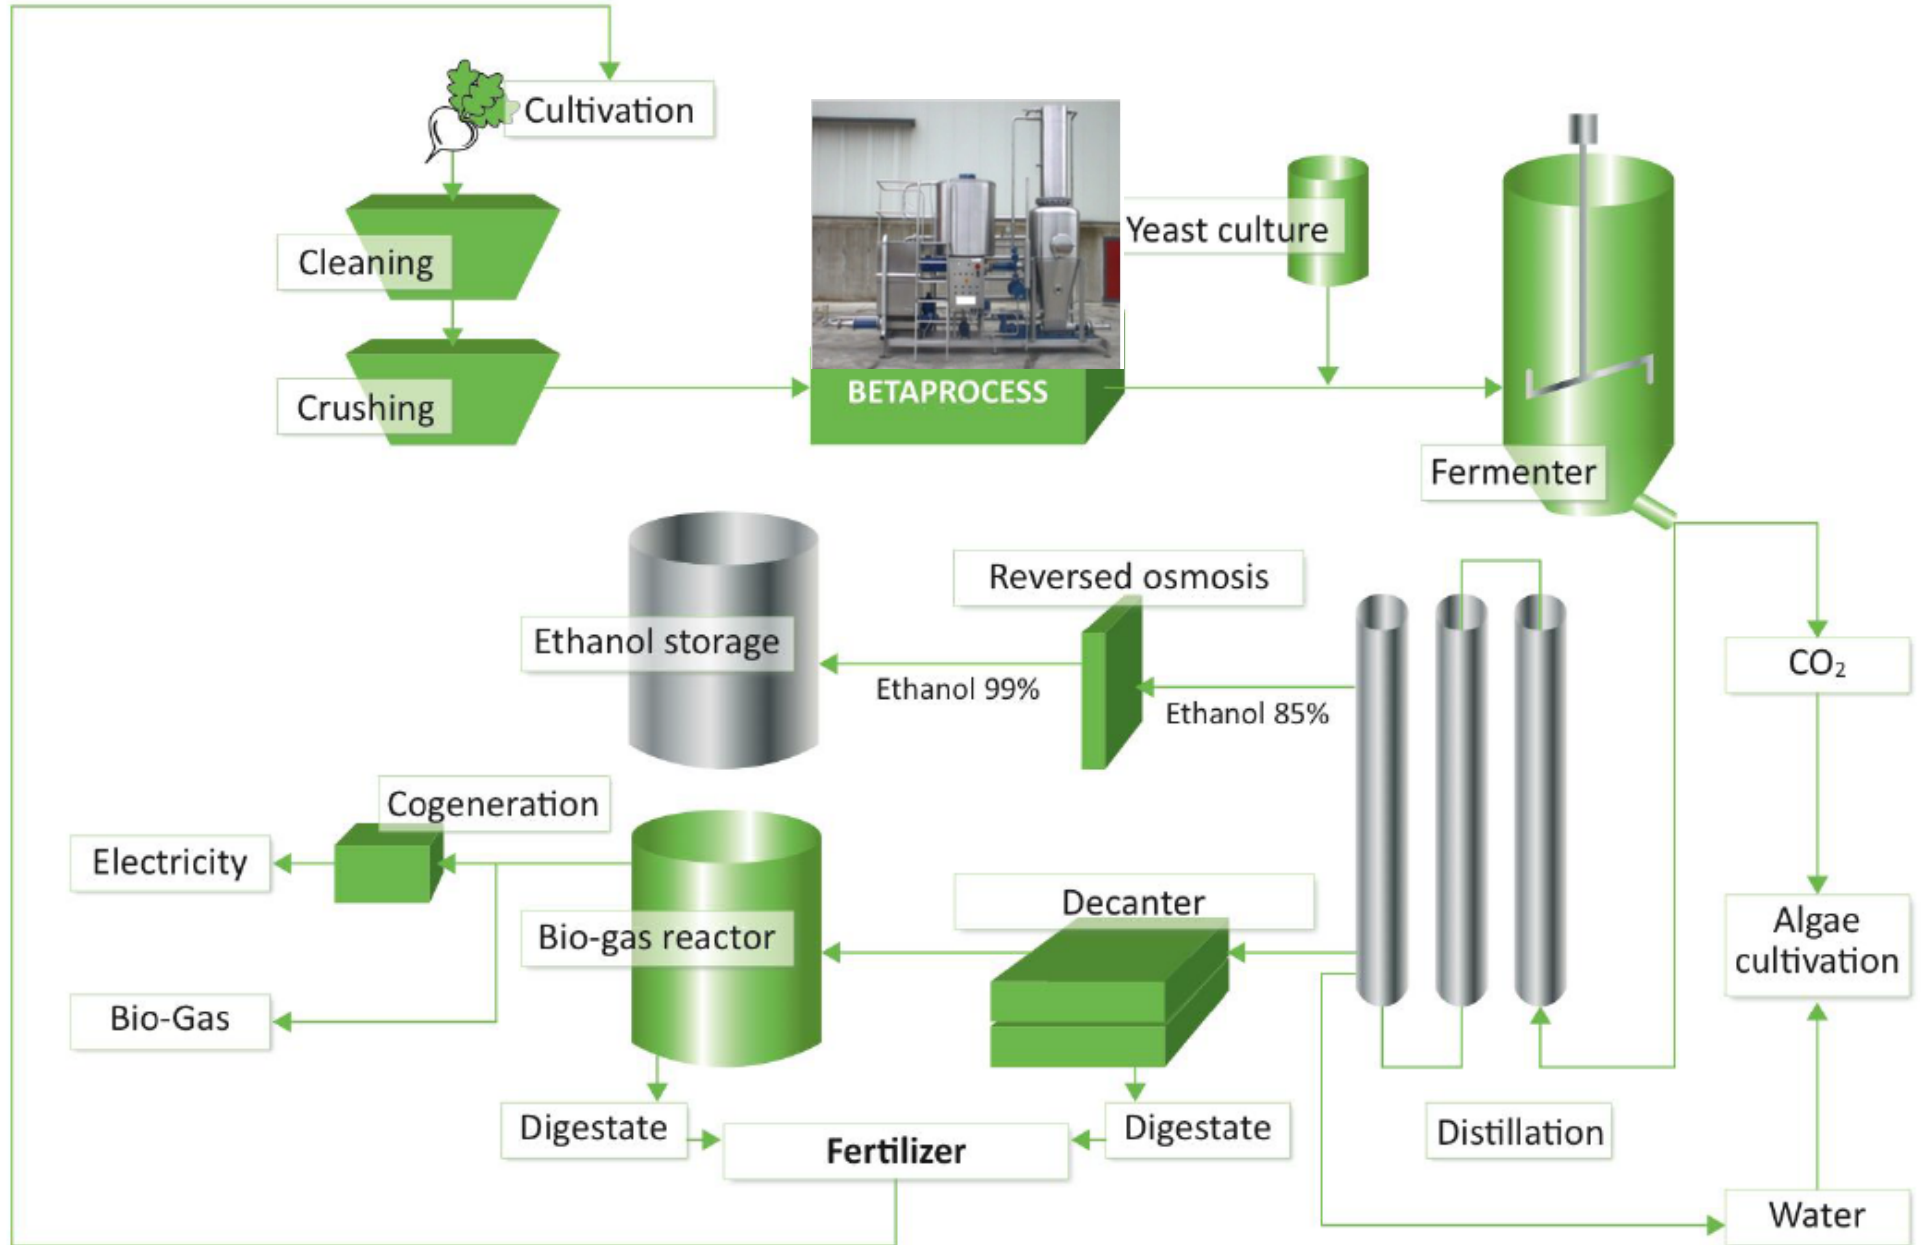 Cultivation
Yeast culture
Cleaning
Crushing
BETAPROCESS
Fermenter
Reversed osmosis
Ethanol storage
Ethanol 99%
Ethanol 85%
CO₂
Cogeneration
Electricity
Decanter
Bio-gas reactor
Algae
cultivation
Bio-Gas
Digestate
Fertilizer
Digestate
Distillation
Water